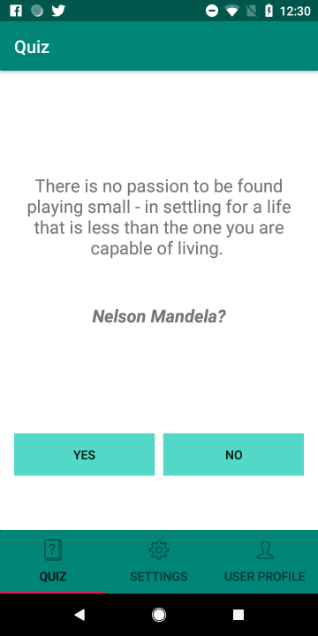 12:30
Quiz
There is no passion to be found
playing small - in settling for a life
that is less than the one you are
capable of living.
Nelson Mandela?
YES NO
QUIZ SETTINGS USER PROFILE